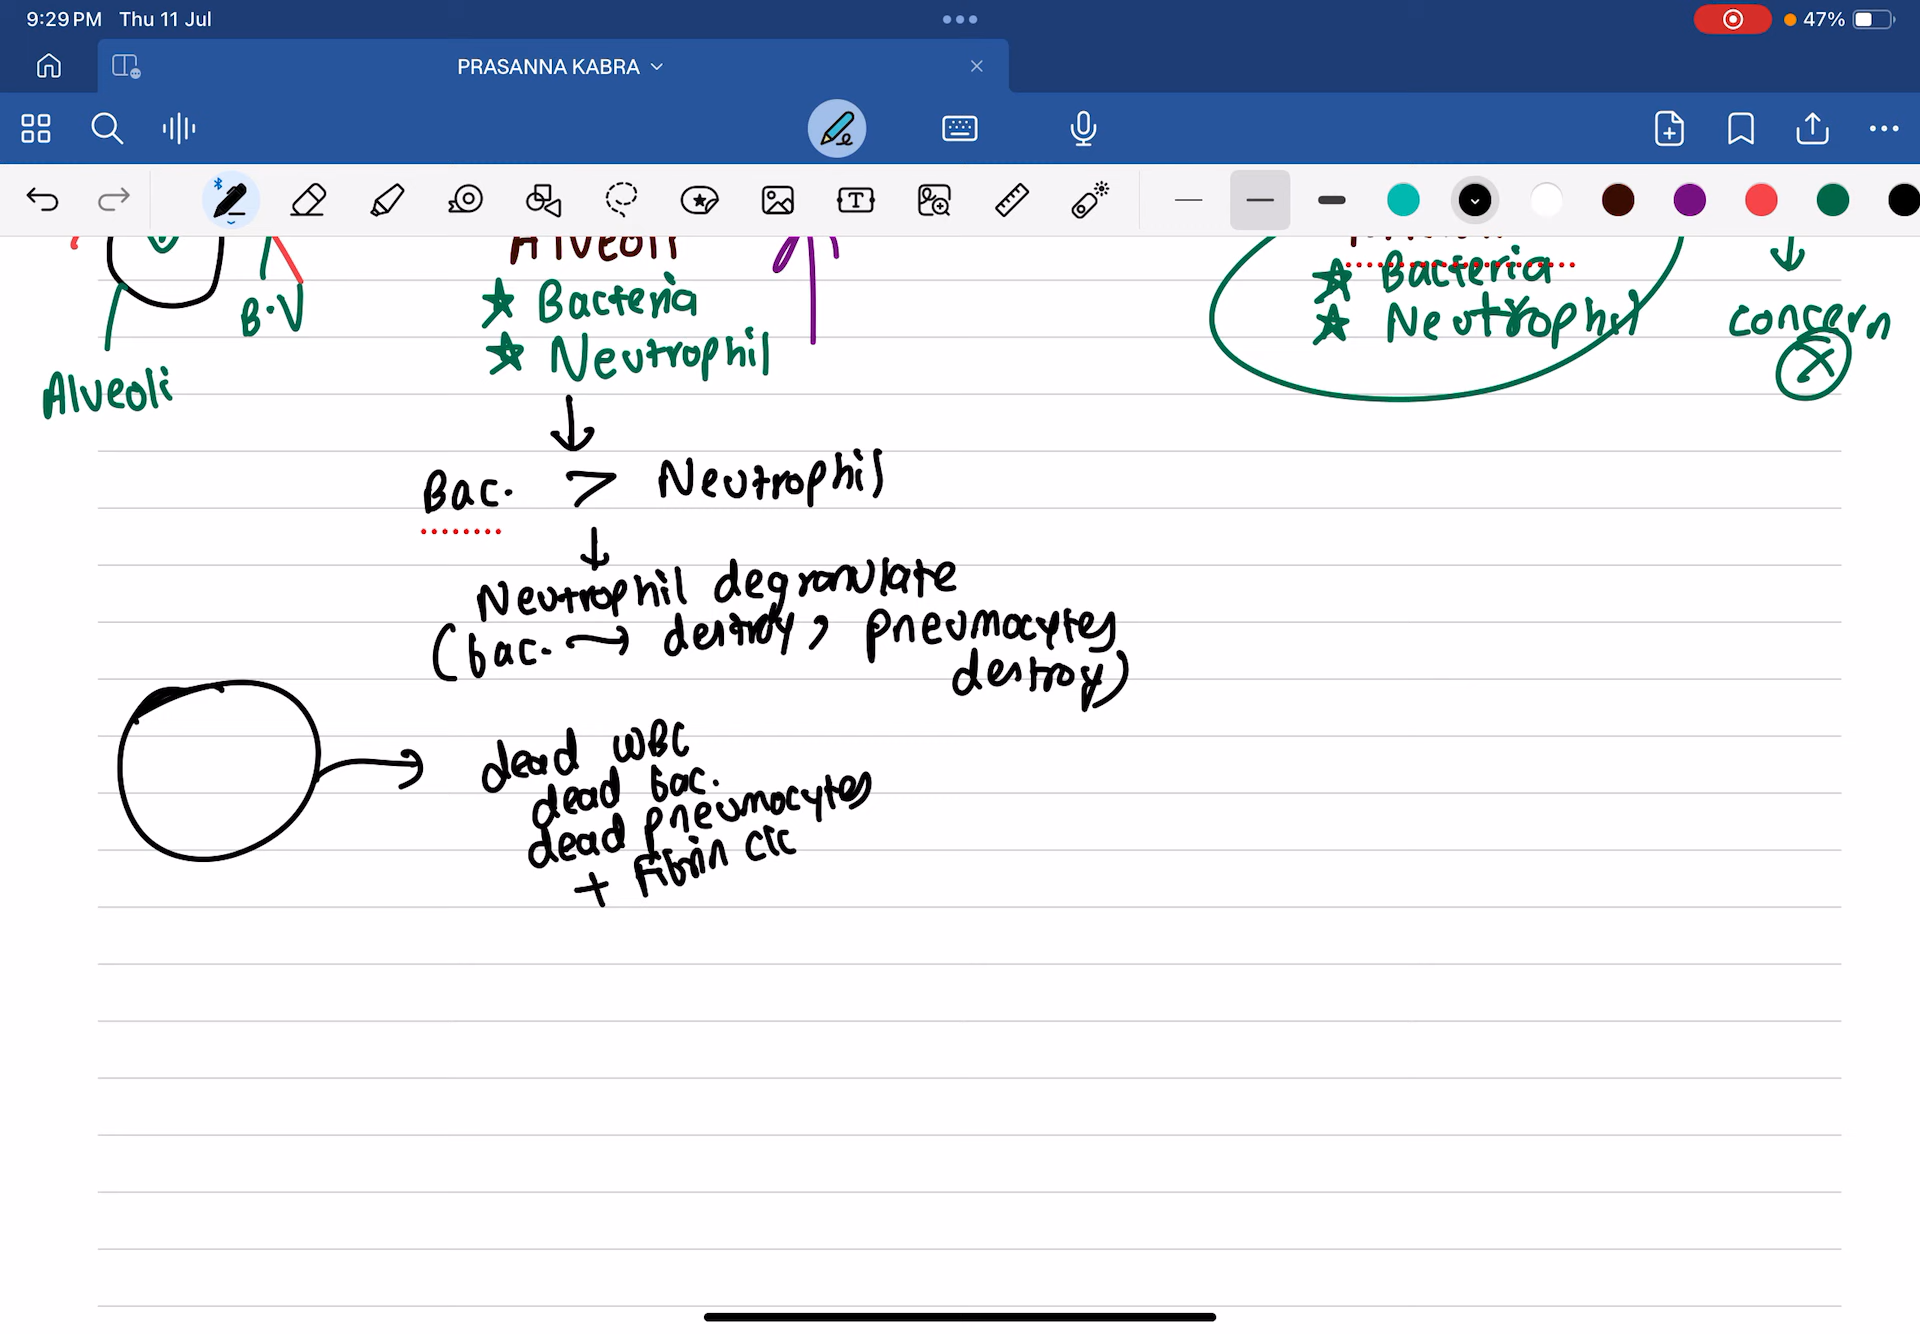 9:29 PM Thu 11 Jul
47%
PRASANNA KABRA
Alveoli
Bacteria
Neutrophil
B.V
Alveoli
Bacteria
Neutrophil
concern
Bac. > Neutrophil
Neutrophil degranulate
(bac. → destroy, pneumocytes
destroy)
dead WBC
dead bac.
dead pneumocytes
+ Fibrin clc